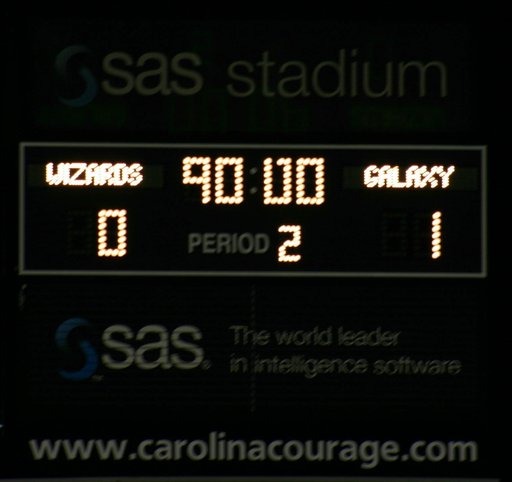 sas stadium
WIZARDS 90:00 GALAXY
0 PERIOD 2 1
sas.
The world leader
in intelligence software
www.carolinacourage.com